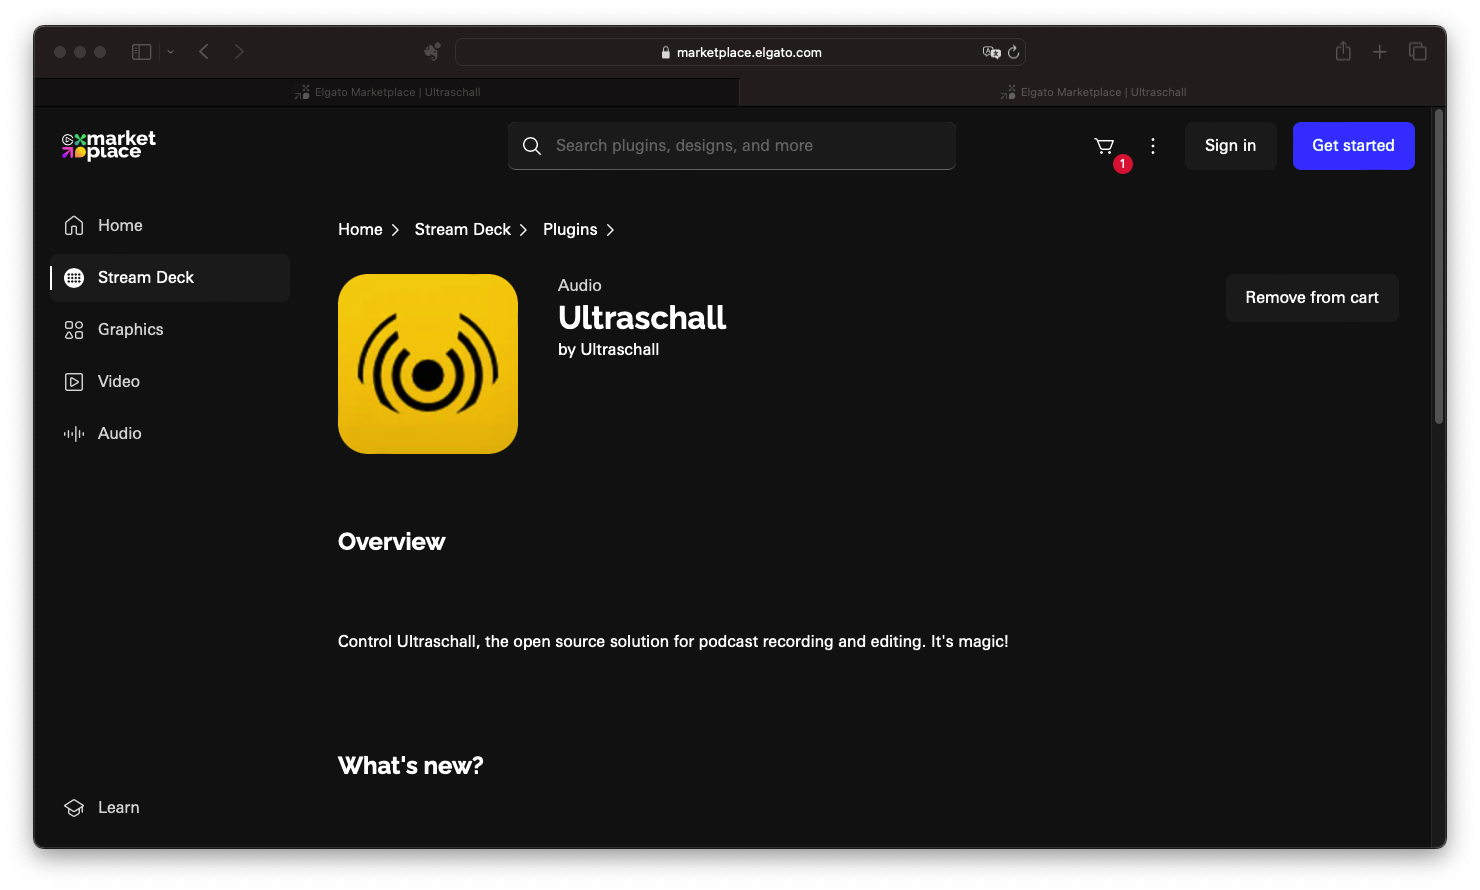 marketplace.elgato.com
Elgato Marketplace | Ultraschall
Elgato Marketplace | Ultraschall
market
place
Search plugins, designs, and more
1
Sign in
Get started
Home
Stream Deck
Graphics
Video
Audio
Learn
Home > Stream Deck > Plugins >
Audio
Ultraschall
by Ultraschall
Remove from cart
Overview
Control Ultraschall, the open source solution for podcast recording and editing. It's magic!
What's new?